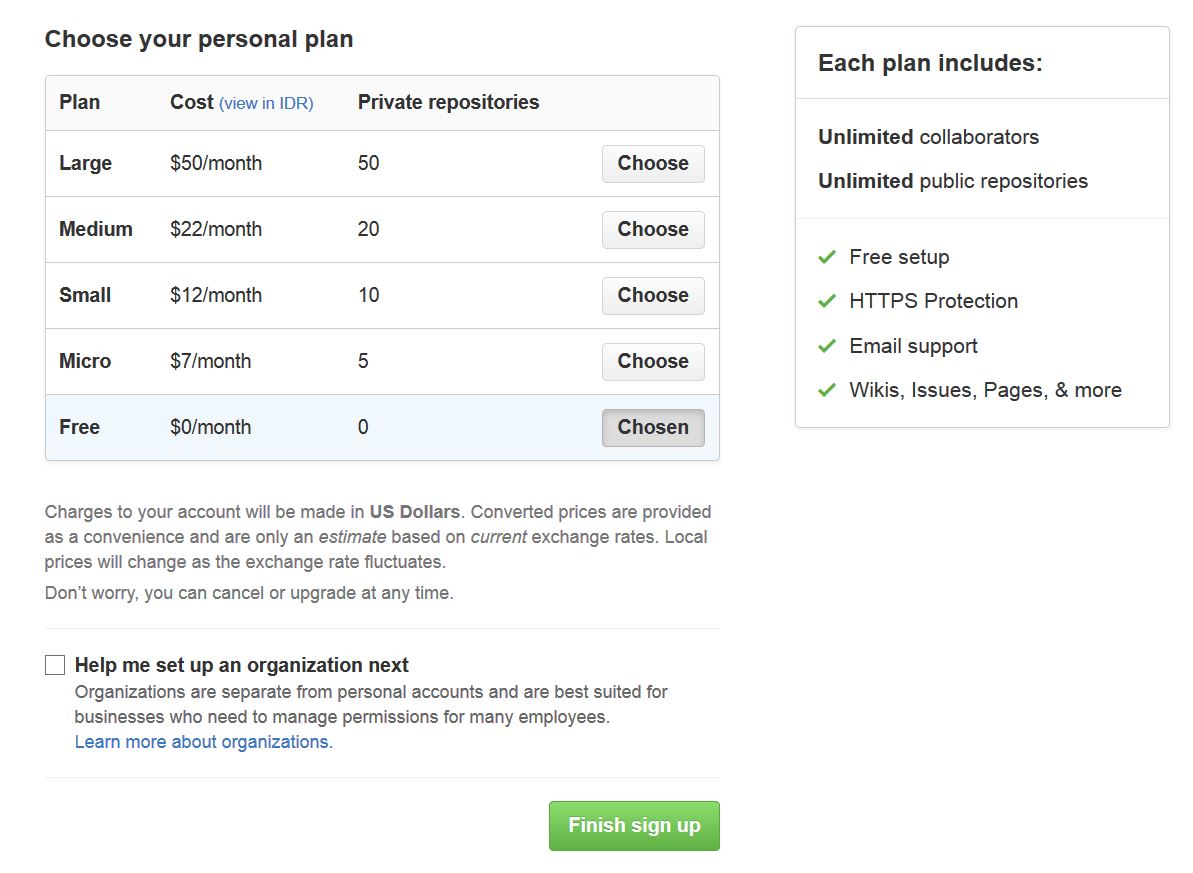 Choose your personal plan
Plan Cost (view in IDR) Private repositories
Large $50/month 50 Choose
Medium $22/month 20 Choose
Small $12/month 10 Choose
Micro $7/month 5 Choose
Free $0/month 0 Chosen
Charges to your account will be made in US Dollars. Converted prices are provided
as a convenience and are only an estimate based on current exchange rates. Local
prices will change as the exchange rate fluctuates.
Don’t worry, you can cancel or upgrade at any time.
Help me set up an organization next
Organizations are separate from personal accounts and are best suited for
businesses who need to manage permissions for many employees.
Learn more about organizations.
Finish sign up
Each plan includes:
Unlimited collaborators
Unlimited public repositories
Free setup
HTTPS Protection
Email support
Wikis, Issues, Pages, & more